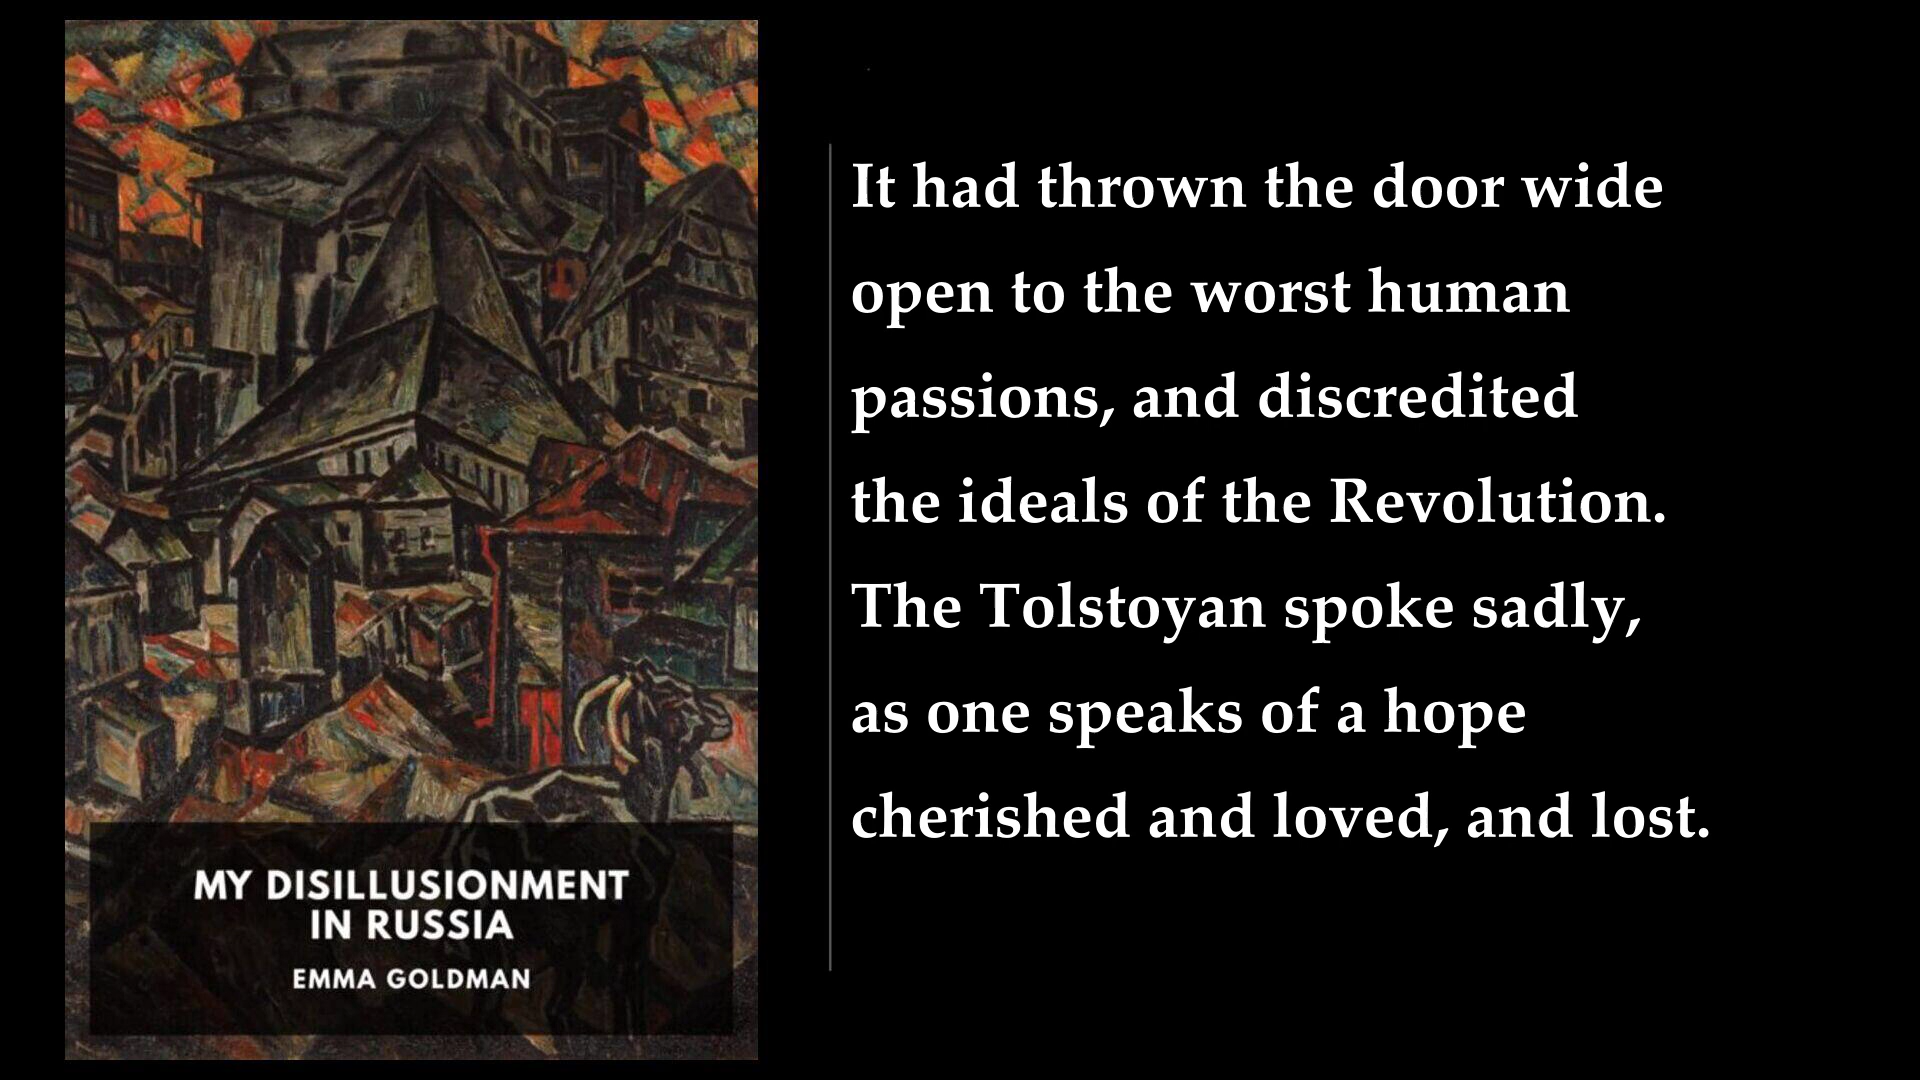 MY DISILLUSIONMENT
IN RUSSIA
EMMA GOLDMAN
It had thrown the door wide
open to the worst human
passions, and discredited
the ideals of the Revolution.
The Tolstoyan spoke sadly,
as one speaks of a hope
cherished and loved, and lost.